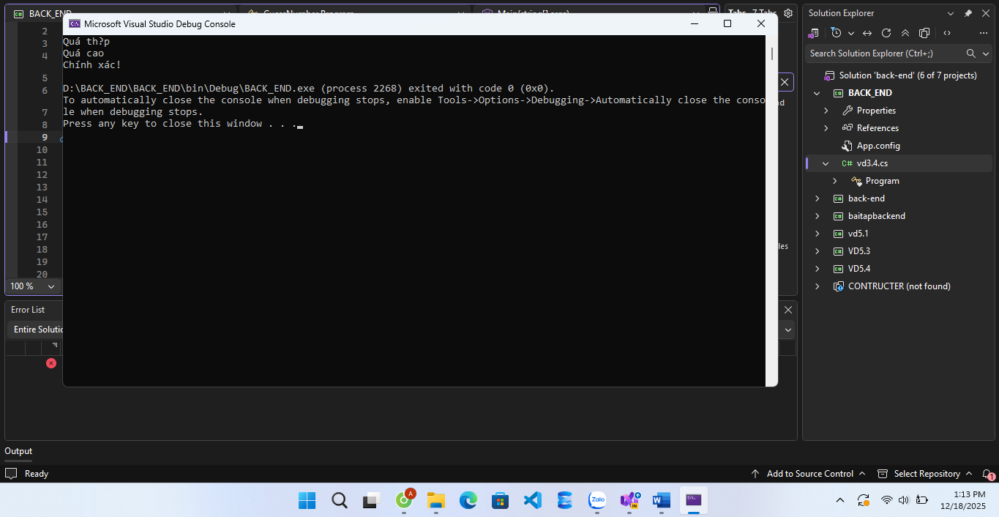 BACK_END
Tabs 7 Tabs
Microsoft Visual Studio Debug Console
Quá th?p
Quá cao
Chính xác!
D:\BACK_END\BACK_END\bin\Debug\BACK_END.exe (process 2268) exited with code 0 (0x0).
To automatically close the console when debugging stops, enable Tools->Options->Debugging->Automatically close the conso
le when debugging stops.
Press any key to close this window . . .
2
3
4
5
6
7
8
9
10
11
12
13
14
15
16
17
18
19
20
100 %
Error List
Entire Solutio
Output
Ready
Solution Explorer
Search Solution Explorer (Ctrl+;)
Solution 'back-end' (6 of 7 projects)
C# BACK_END
Properties
References
App.config
C# vd3.4.cs
Program
C# back-end
C# baitapbackend
C# vd5.1
C# VD5.3
C# VD5.4
CONTRUCTER (not found)
Add to Source Control
Select Repository
1
A
Zalo
IN
W
1:13 PM
12/18/2025